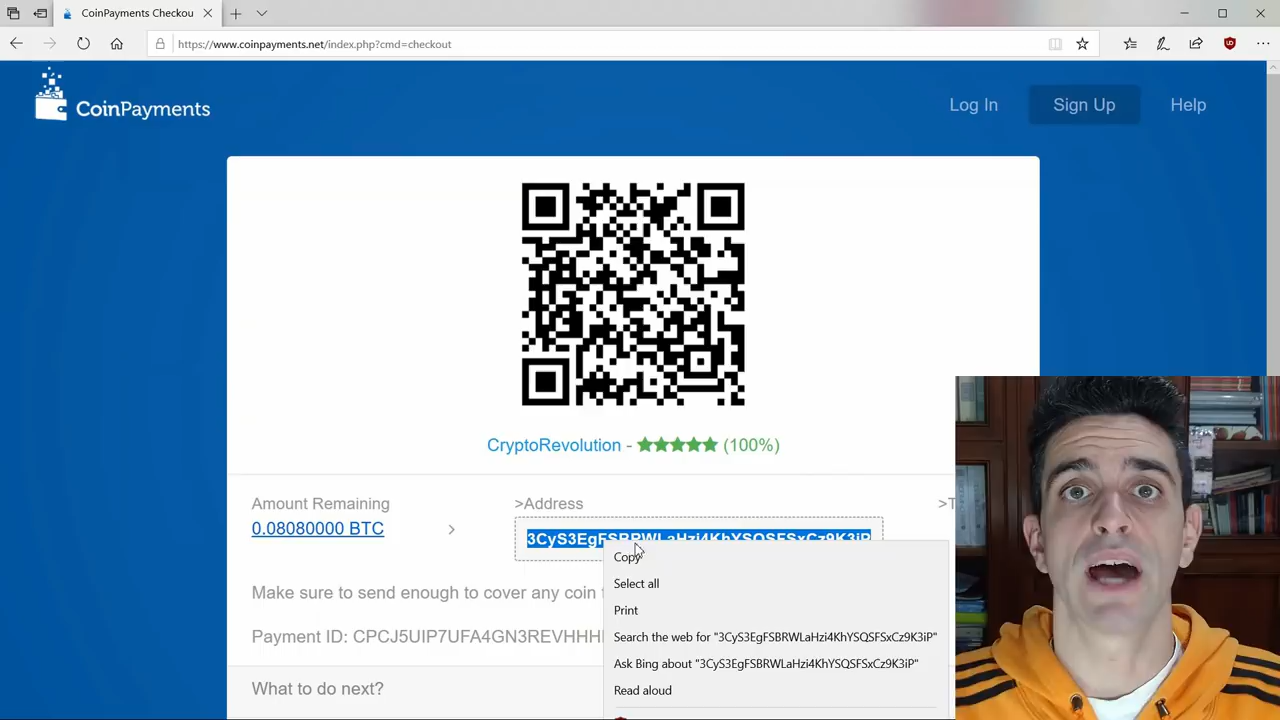 CoinPayments Checkou
https://www.coinpayments.net/index.php?cmd=checkout
CoinPayments
Log In
Sign Up
Help
CryptoRevolution - ★★★★★ (100%)
Amount Remaining
0.08080000 BTC
>Address
>T
3CyS3EgFSBRWLaHzi4KhYSQSFSxCz9K3iP
Make sure to send enough to cover any coin
Payment ID: CPCJ5UIP7UFA4GN3REVHHH
What to do next?
Copy
Select all
Print
Search the web for "3CyS3EgFSBRWLaHzi4KhYSQSFSxCz9K3iP"
Ask Bing about "3CyS3EgFSBRWLaHzi4KhYSQSFSxCz9K3iP"
Read aloud